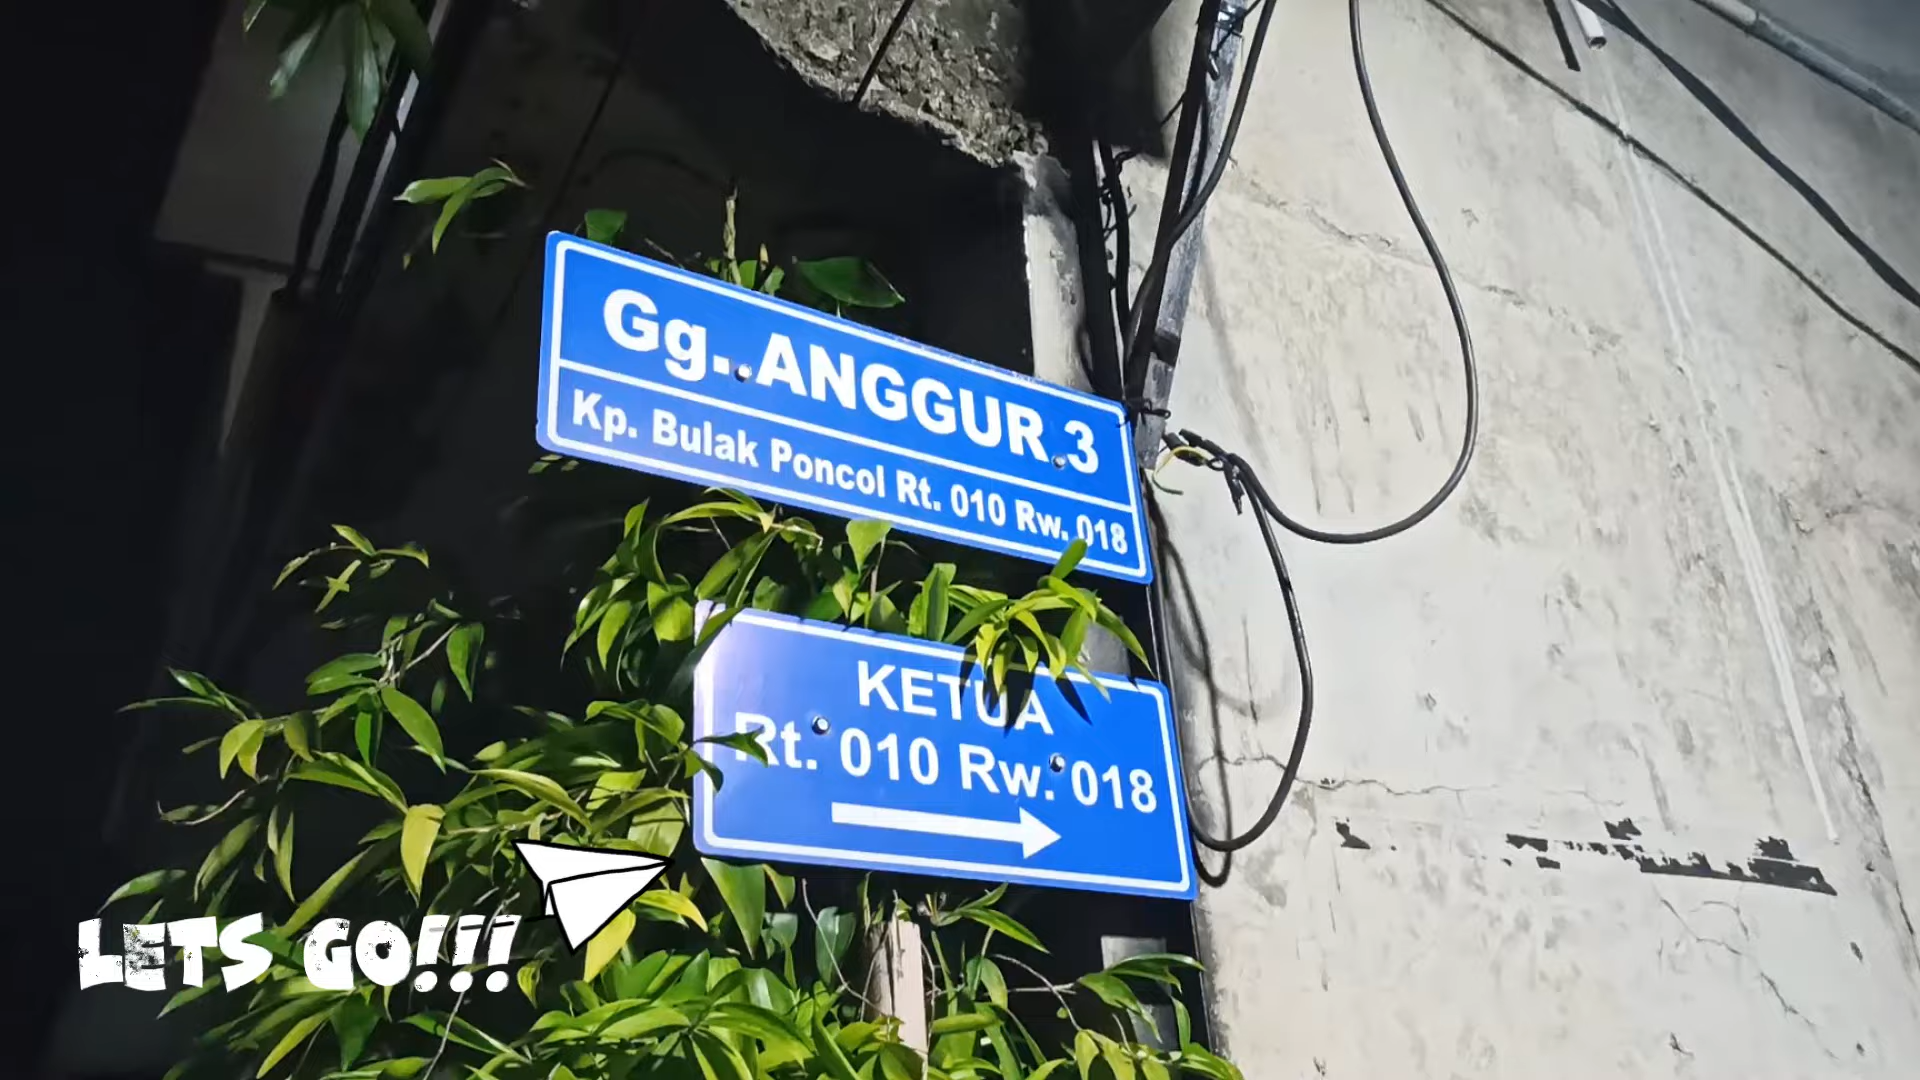 Gg. ANGGUR 3
Kp. Bulak Poncol Rt. 010 Rw. 018
KETUA
Rt. 010 Rw. 018
LETS GO!!!